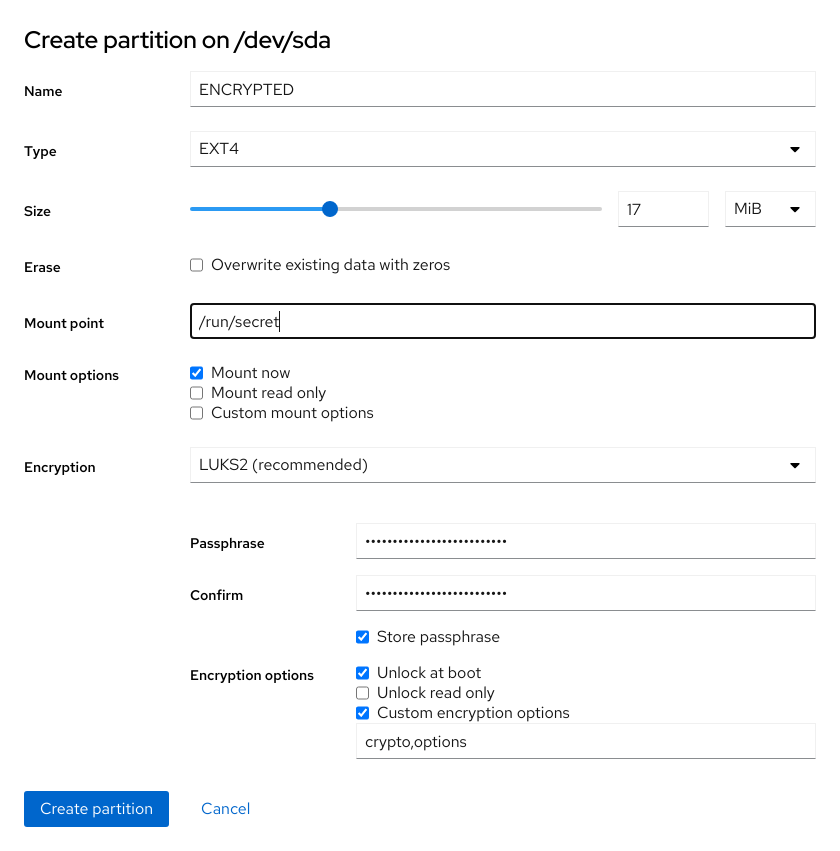 Create partition on /dev/sda
Name
ENCRYPTED
Type
EXT4
Size
17
MiB
Erase
Overwrite existing data with zeros
Mount point
/run/secret
Mount options
Mount now
Mount read only
Custom mount options
Encryption
LUKS2 (recommended)
Passphrase
••••••••••••••••••••••••••
Confirm
••••••••••••••••••••••••••
Store passphrase
Encryption options
Unlock at boot
Unlock read only
Custom encryption options
crypto,options
Create partition
Cancel